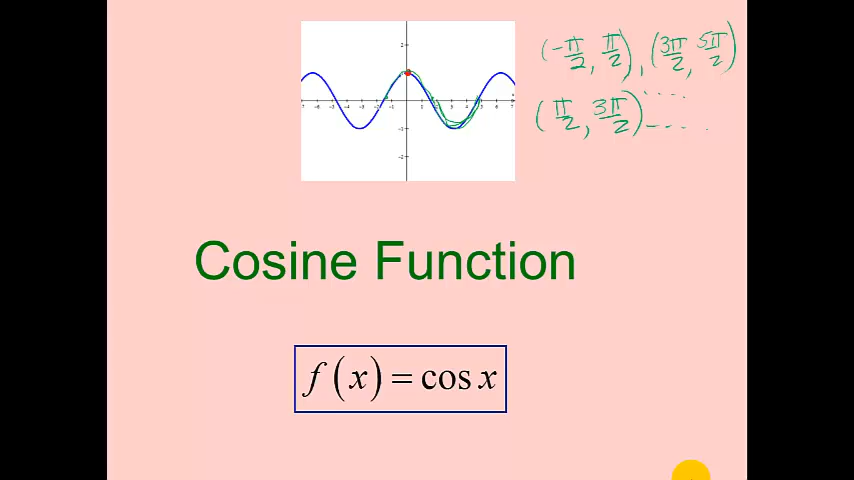 (-π/2, π/2), (3π/2, 5π/2) ....
(π/2, 3π/2) ....
Cosine Function
f(x) = cos x